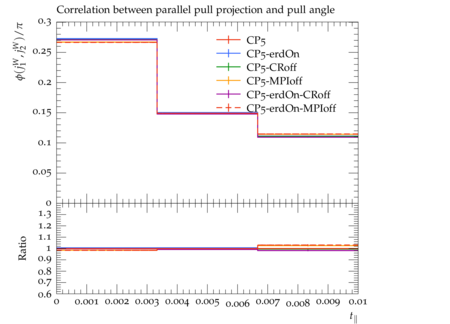 Correlation between parallel pull projection and pull angle
ϕ(j₁ᵂ, j₂ᵂ)/π
0.3
0.25
0.2
0.15
0.1
0.05
0
CP5
CP5-erdOn
CP5-CRoff
CP5-MPIoff
CP5-erdOn-CRoff
CP5-erdOn-MPIoff
Ratio
1.3
1.2
1.1
1
0.9
0.8
0.7
0.6
0 0.001 0.002 0.003 0.004 0.005 0.006 0.007 0.008 0.009 0.01
t∥